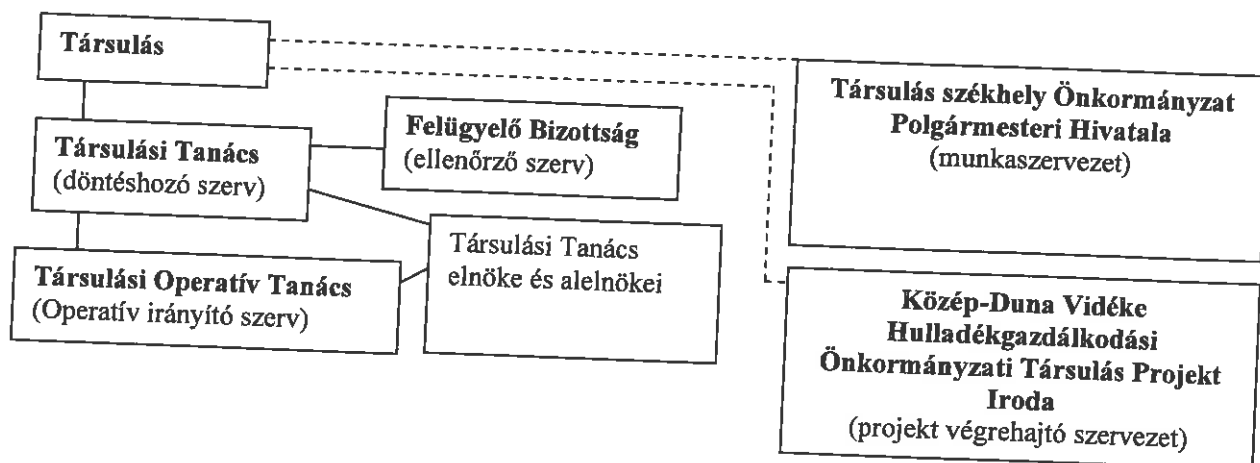 Társulás
Társulási Tanács
(döntéshozó szerv)
Felügyelő Bizottság
(ellenőrző szerv)
Társulási Operatív Tanács
(Operatív irányító szerv)
Társulási Tanács
elnöke és alelnökei
Társulás székhely Önkormányzat
Polgármesteri Hivatala
(munkaszervezet)
Közép-Duna Vidéke
Hulladékgazdálkodási
Önkormányzati Társulás Projekt
Iroda
(projekt végrehajtó szervezet)